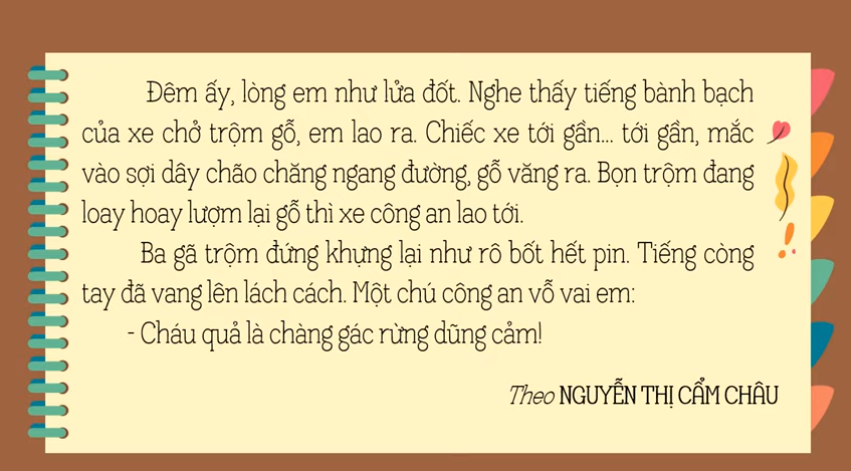 Đêm ấy, lòng em như lửa đốt. Nghe thấy tiếng bành bạch
của xe chở trộm gỗ, em lao ra. Chiếc xe tới gần... tới gần, mắc
vào sợi dây chão chăng ngang đường, gỗ văng ra. Bọn trộm đang
loay hoay lượm lại gỗ thì xe công an lao tới.
Ba gã trộm đứng khựng lại như rô bốt hết pin. Tiếng còng
tay đã vang lên lách cách. Một chú công an vỗ vai em:
- Cháu quả là chàng gác rừng dũng cảm!
Theo NGUYỄN THỊ CẨM CHÂU